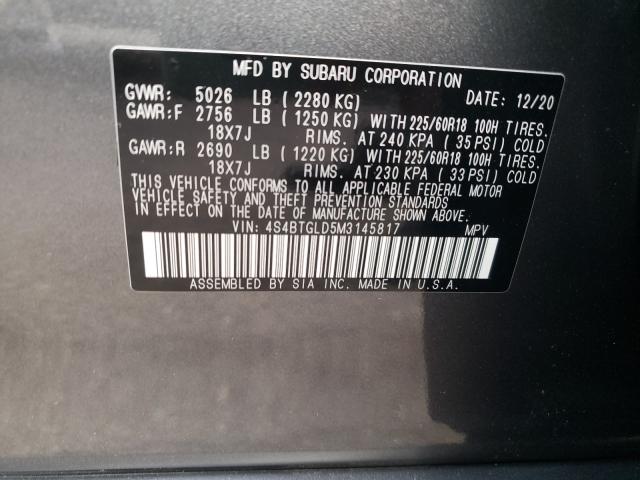 MFD BY SUBARU CORPORATION
GVWR: 5026 LB ( 2280 KG) DATE: 12/20
GAWR:F 2756 LB ( 1250 KG) WITH 225/60R18 100H TIRES.
18X7J RIMS. AT 240 KPA ( 35 PSI) COLD
GAWR:R 2690 LB ( 1220 KG) WITH 225/60R18 100H TIRES.
18X7J RIMS. AT 230 KPA ( 33 PSI) COLD
THIS VEHICLE CONFORMS TO ALL APPLICABLE FEDERAL MOTOR
VEHICLE SAFETY AND THEFT PREVENTION STANDARDS
IN EFFECT ON THE DATE OF MANUFACTURE SHOWN ABOVE.
VIN: 4S4BTGLD5M3145817 MPV
ASSEMBLED BY SIA INC. MADE IN U.S.A.